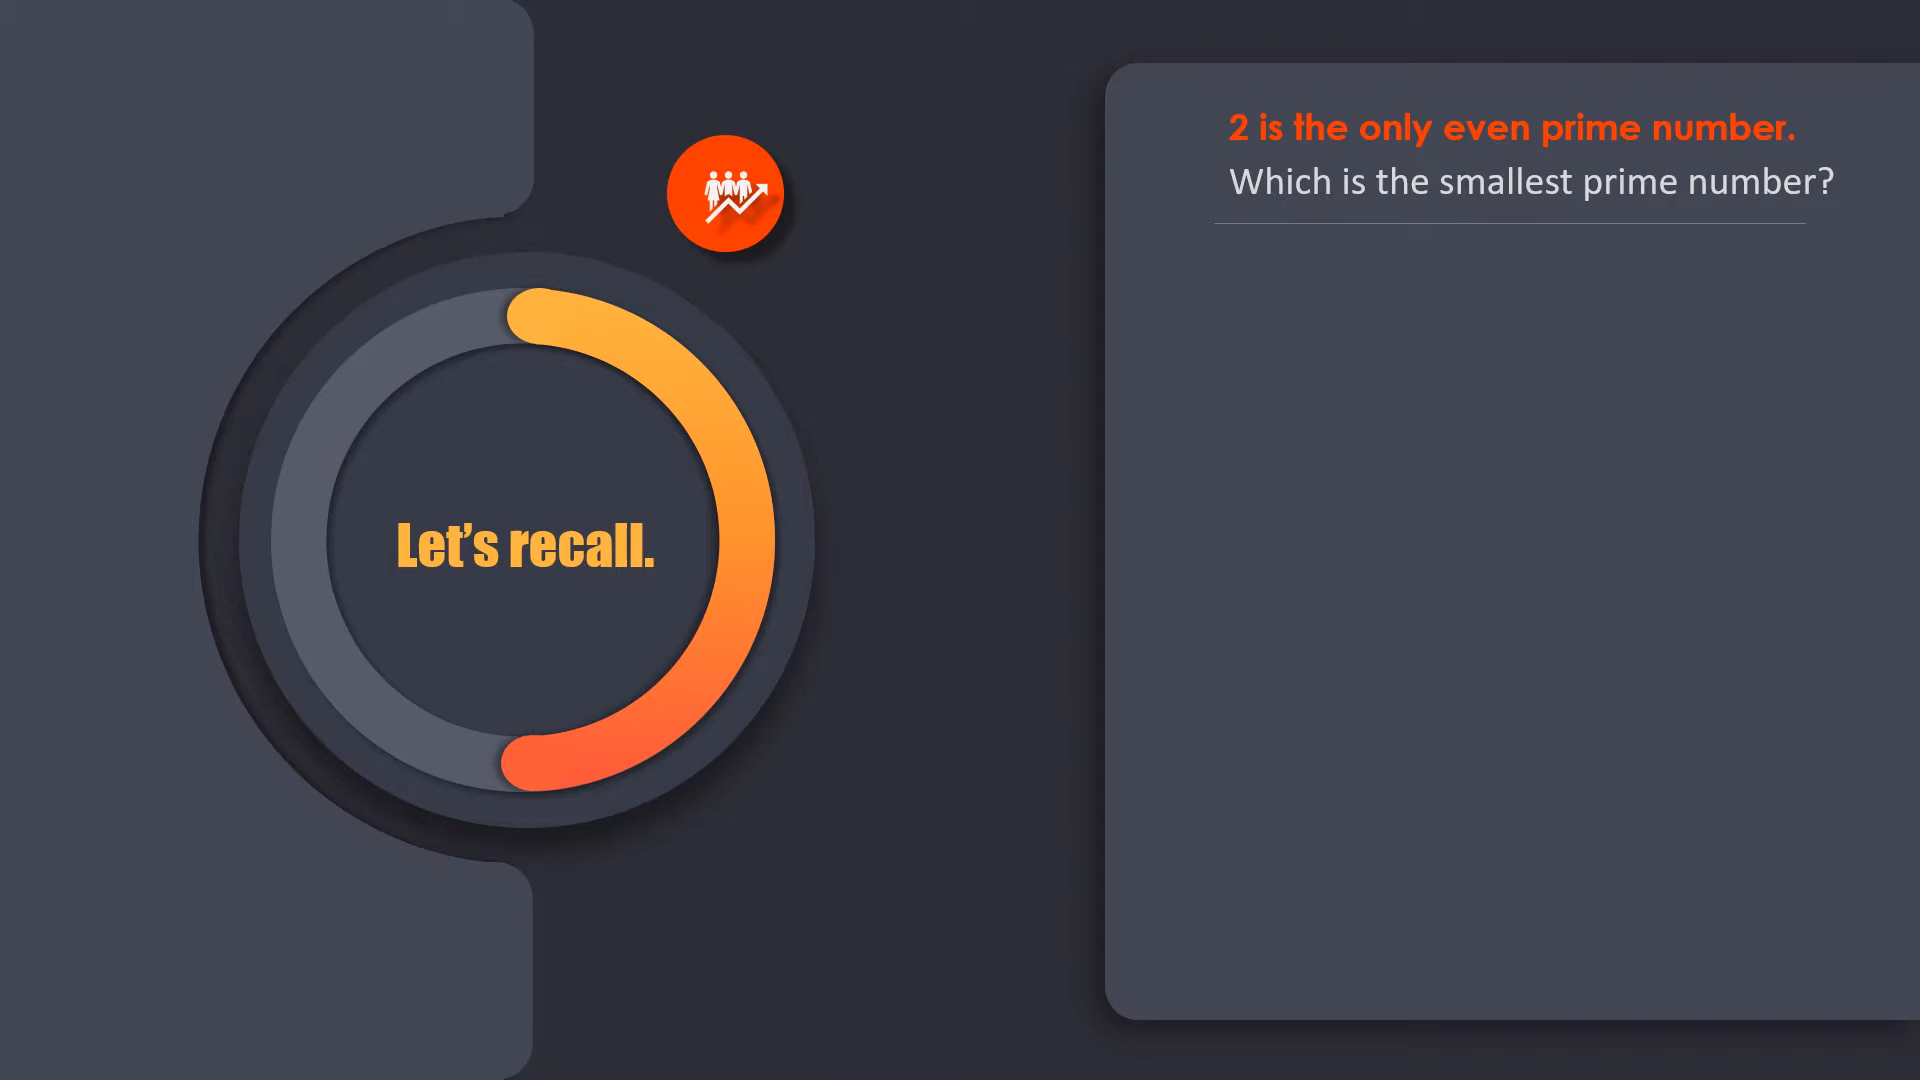 2 is the only even prime number.
Which is the smallest prime number?
Let’s recall.